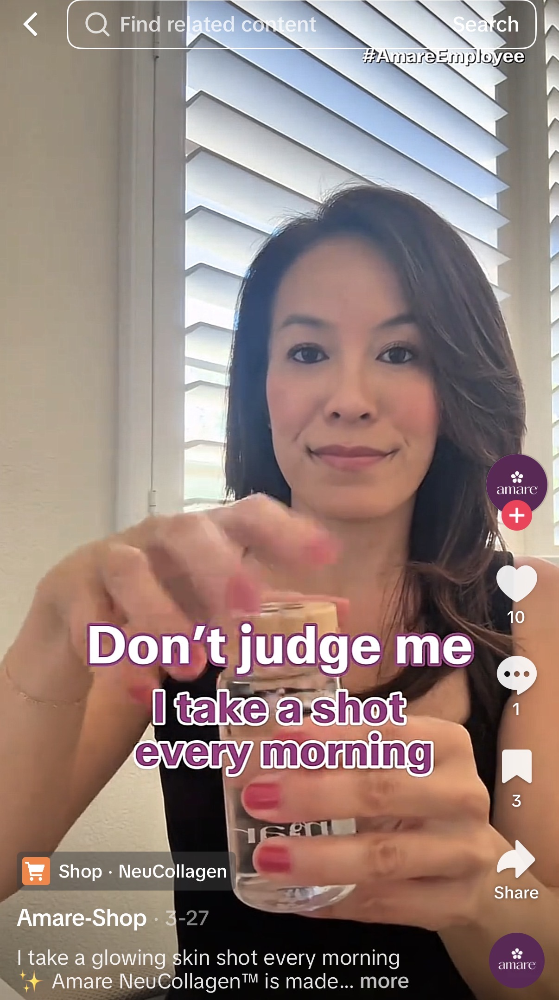 Find related content
Search
#AmareEmployee
amare
10
Don't judge me
1
I take a shot
every morning
3
Shop · NeuCollagen
Share
Amare-Shop · 3-27
I take a glowing skin shot every morning
✨ Amare NeuCollagen™ is made... more
amare